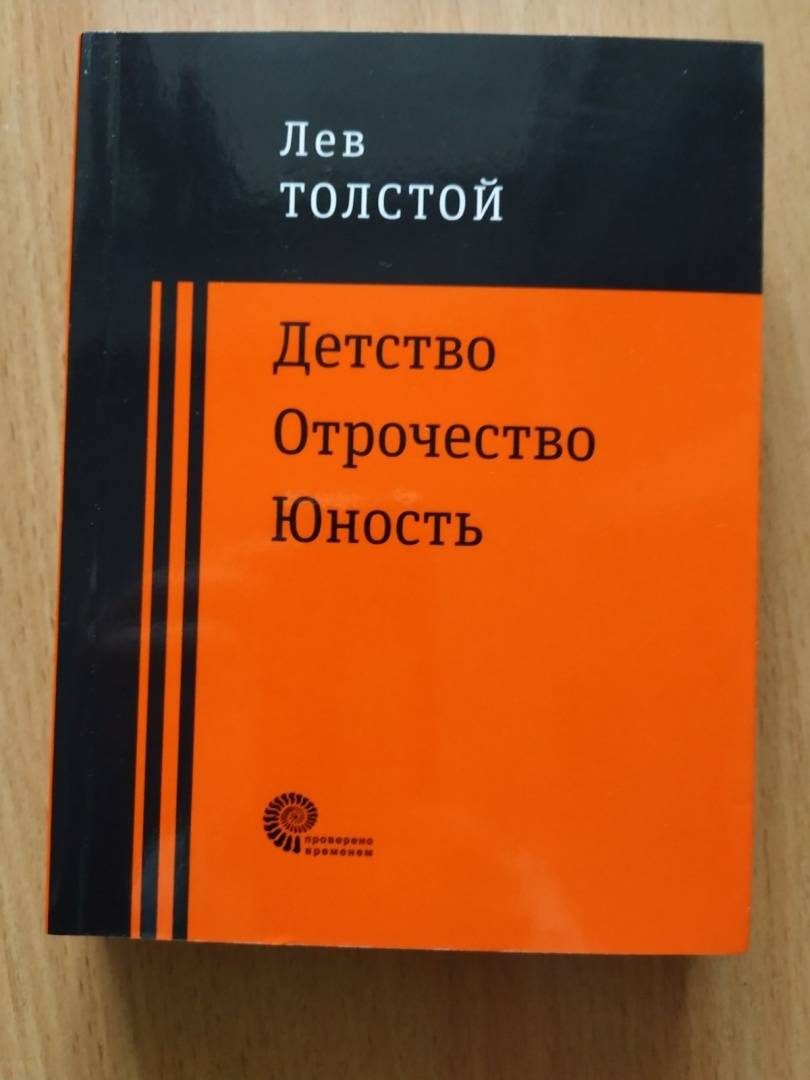 Лев
ТОЛСТОЙ
Детство
Отрочество
Юность
проверено
временем